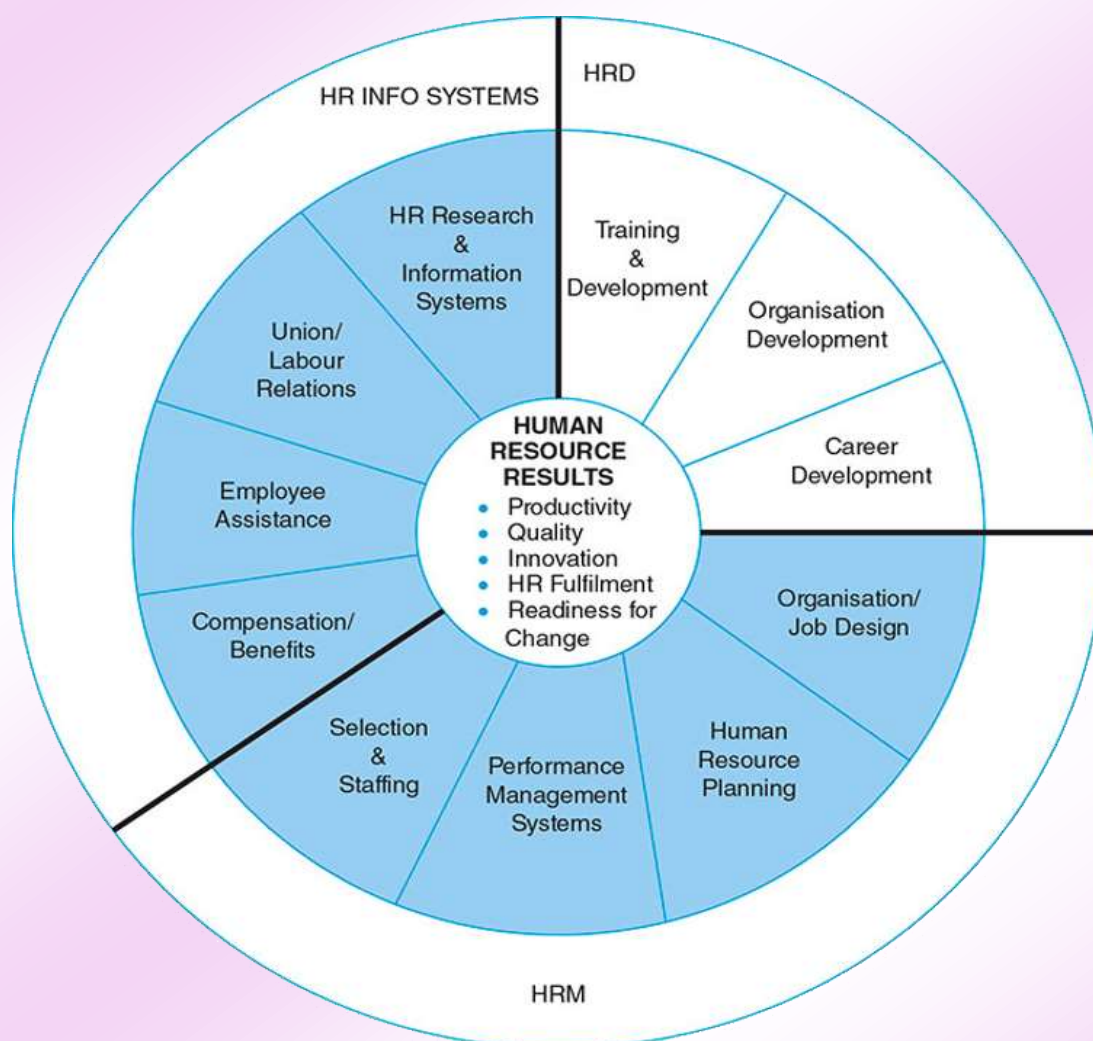 HR INFO SYSTEMS
HRD
HR Research
&
Information
Systems
Training
&
Development
Organisation
Development
Career
Development
Union/
Labour
Relations
Employee
Assistance
Compensation/
Benefits
HUMAN
RESOURCE
RESULTS
• Productivity
• Quality
• Innovation
• HR Fulfilment
• Readiness for
Change
Organisation/
Job Design
Human
Resource
Planning
Performance
Management
Systems
Selection
&
Staffing
HRM